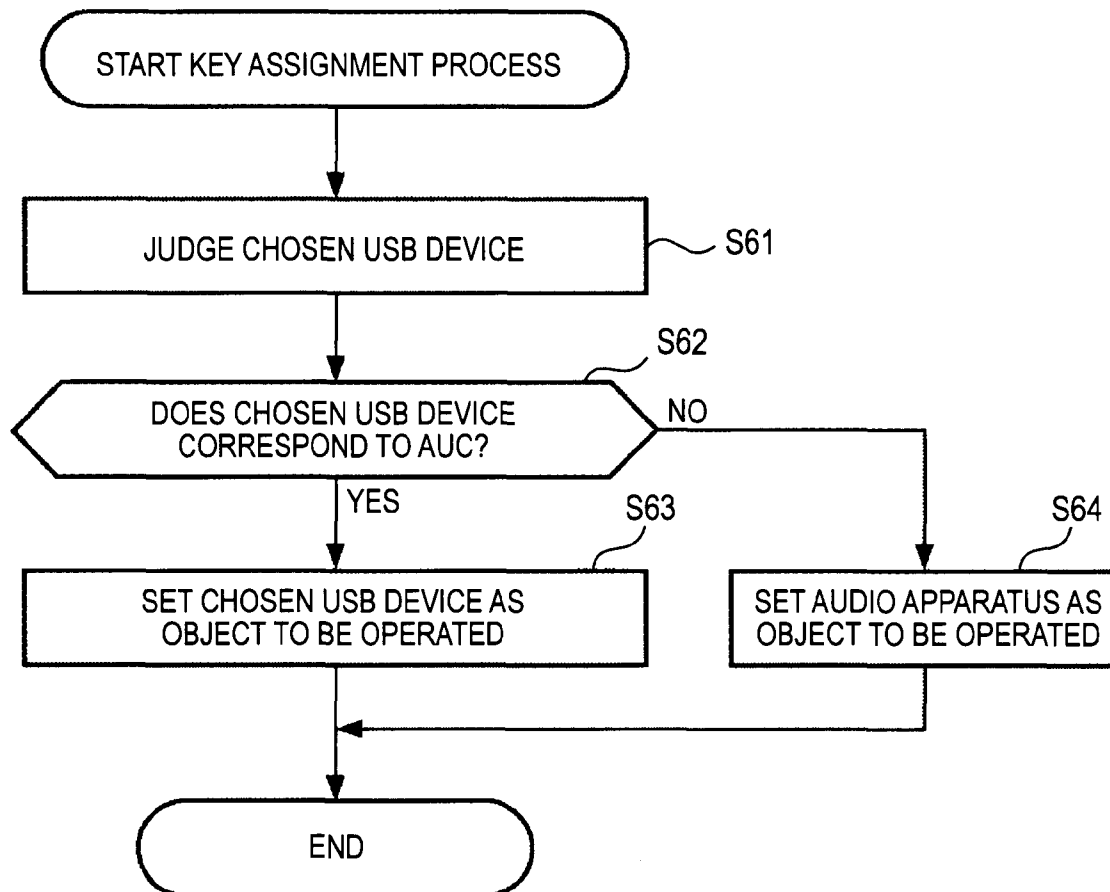 START KEY ASSIGNMENT PROCESS
JUDGE CHOSEN USB DEVICE
S61
S62
DOES CHOSEN USB DEVICE
CORRESPOND TO AUC?
NO
YES
S63
S64
SET CHOSEN USB DEVICE AS
OBJECT TO BE OPERATED
SET AUDIO APPARATUS AS
OBJECT TO BE OPERATED
END